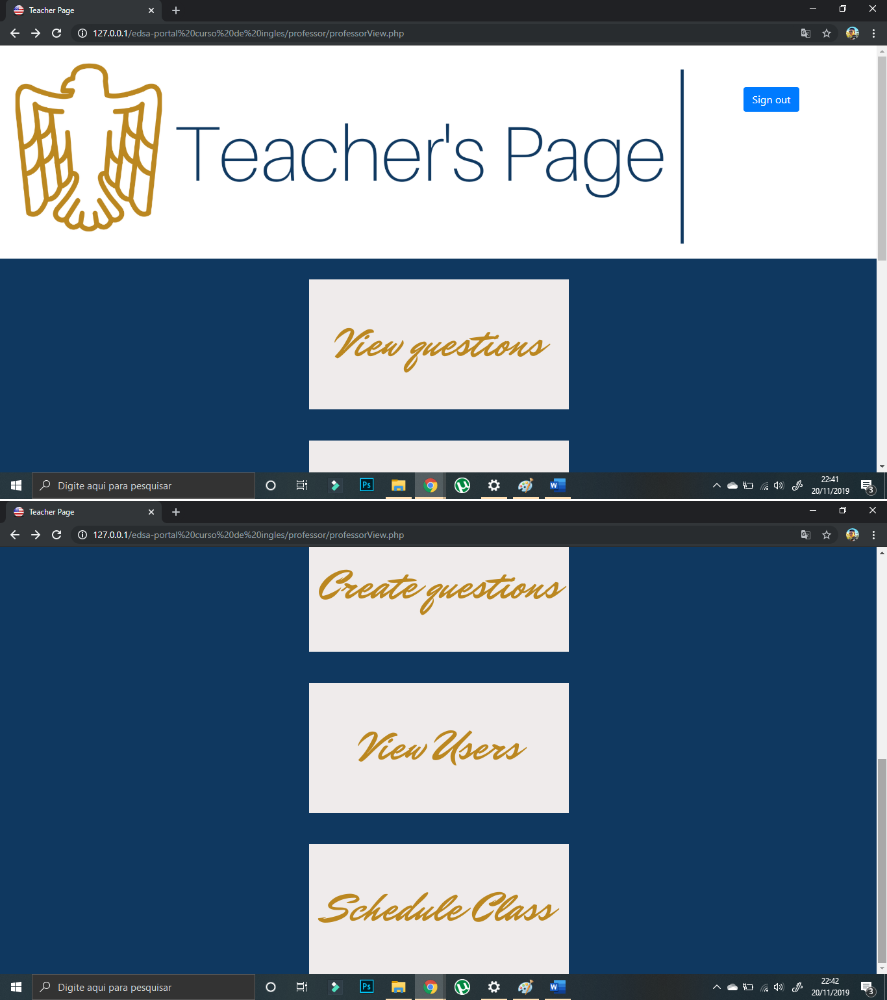 Teacher Page
127.0.0.1/edsa-portal%20curso%20de%20ingles/professor/professorView.php
Sign out
Teacher's Page
View questions
Digite aqui para pesquisar
Ps
W
22:41
20/11/2019
3
Teacher Page
127.0.0.1/edsa-portal%20curso%20de%20ingles/professor/professorView.php
Create questions
View Users
Schedule Class
Digite aqui para pesquisar
Ps
W
22:42
20/11/2019
3